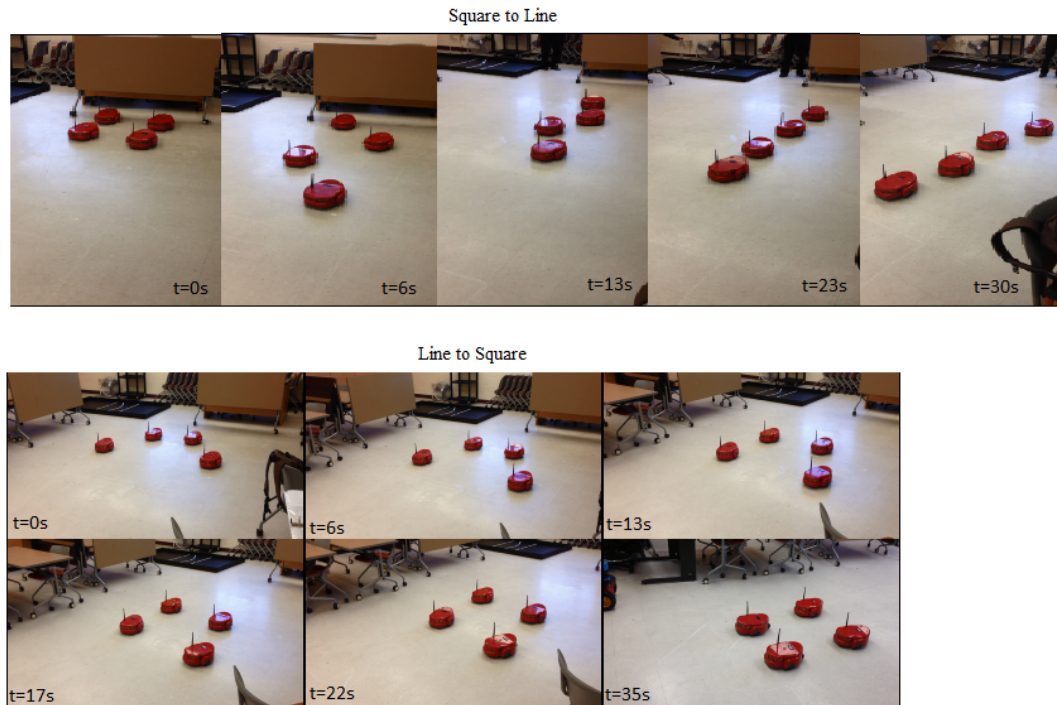 Square to Line
t=0s
t=6s
t=13s
t=23s
t=30s
Line to Square
t=0s
t=6s
t=13s
t=17s
t=22s
t=35s